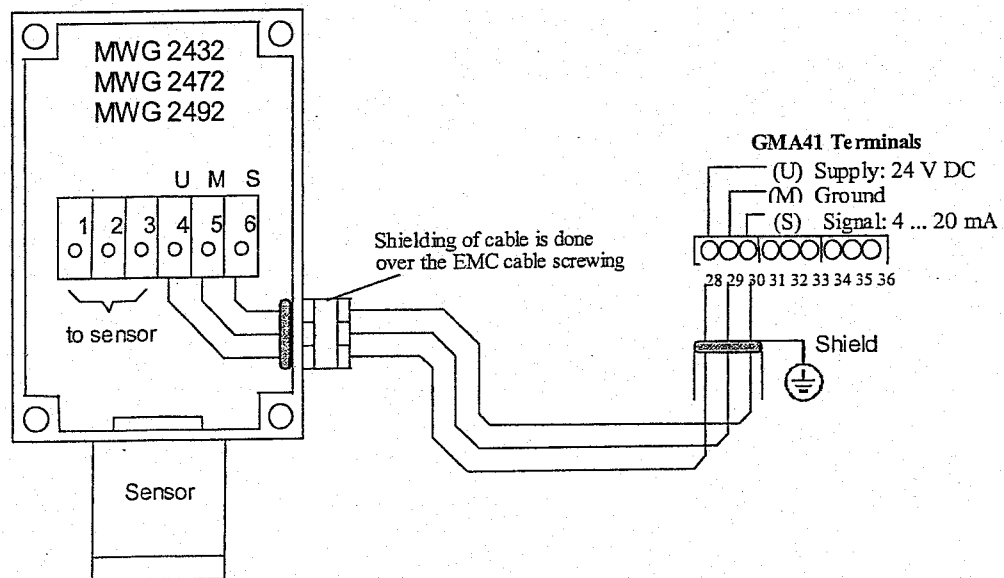 MWG 2432
MWG 2472
MWG 2492
U M S
1 2 3 4 5 6
to sensor
Sensor
Shielding of cable is done
over the EMC cable screwing
GMA41 Terminals
(U) Supply: 24 V DC
(M) Ground
(S) Signal: 4 ... 20 mA
28 29 30 31 32 33 34 35 36
Shield